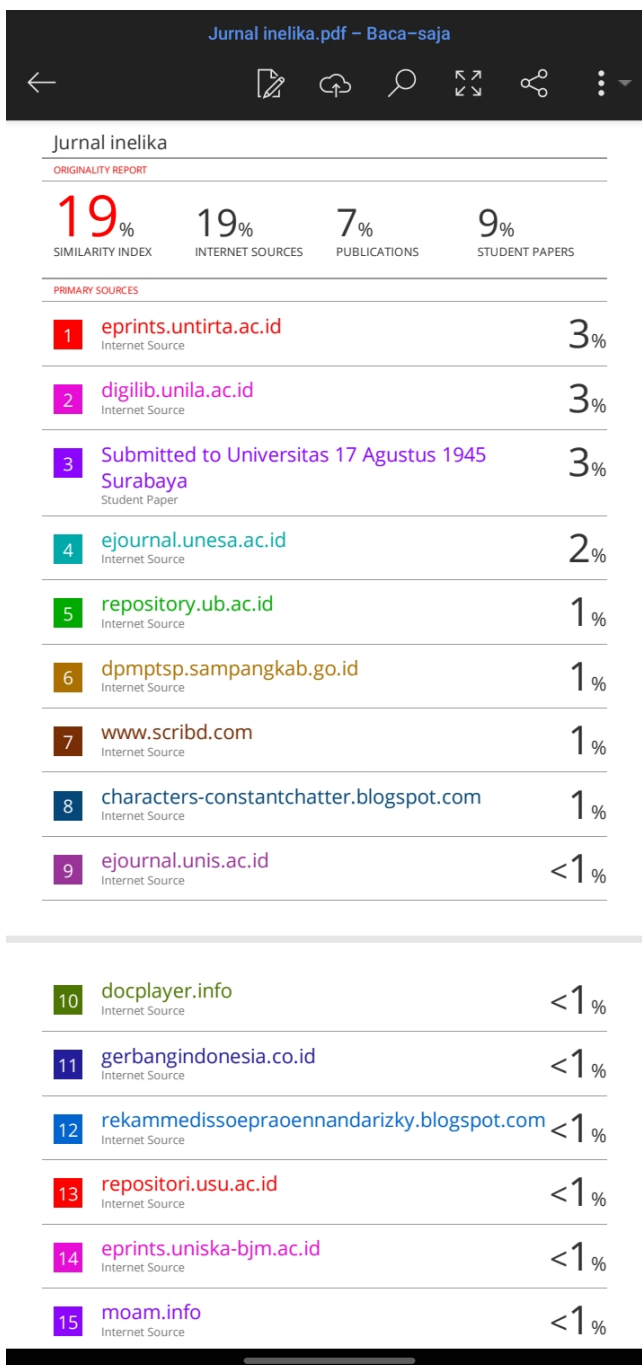 Jurnal inelika.pdf – Baca-saja
Jurnal inelika
ORIGINALITY REPORT
19% 19% 7% 9%
SIMILARITY INDEX INTERNET SOURCES PUBLICATIONS STUDENT PAPERS
PRIMARY SOURCES
1 eprints.untirta.ac.id 3%
Internet Source
2 digilib.unila.ac.id 3%
Internet Source
3 Submitted to Universitas 17 Agustus 1945 3%
Surabaya
Student Paper
4 ejournal.unesa.ac.id 2%
Internet Source
5 repository.ub.ac.id 1%
Internet Source
6 dpmptsp.sampangkab.go.id 1%
Internet Source
7 www.scribd.com 1%
Internet Source
8 characters-constantchatter.blogspot.com 1%
Internet Source
9 ejournal.unis.ac.id <1%
Internet Source
10 docplayer.info <1%
Internet Source
11 gerbangindonesia.co.id <1%
Internet Source
12 rekammedissoepraoennandarizky.blogspot.com <1%
Internet Source
13 repositori.usu.ac.id <1%
Internet Source
14 eprints.uniska-bjm.ac.id <1%
Internet Source
15 moam.info <1%
Internet Source